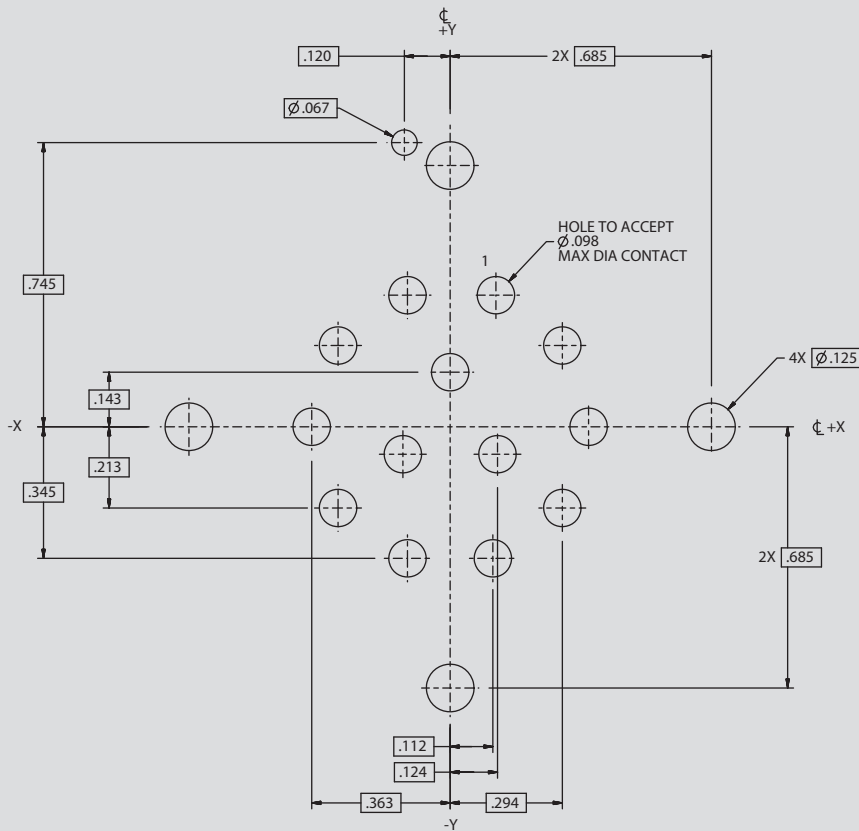 ℄
+Y
.120
2X .685
Ø.067
HOLE TO ACCEPT
Ø.098
MAX DIA CONTACT
1
.745
4X Ø.125
.143
-X
℄ +X
.213
.345
2X .685
.112
.124
.363
.294
-Y